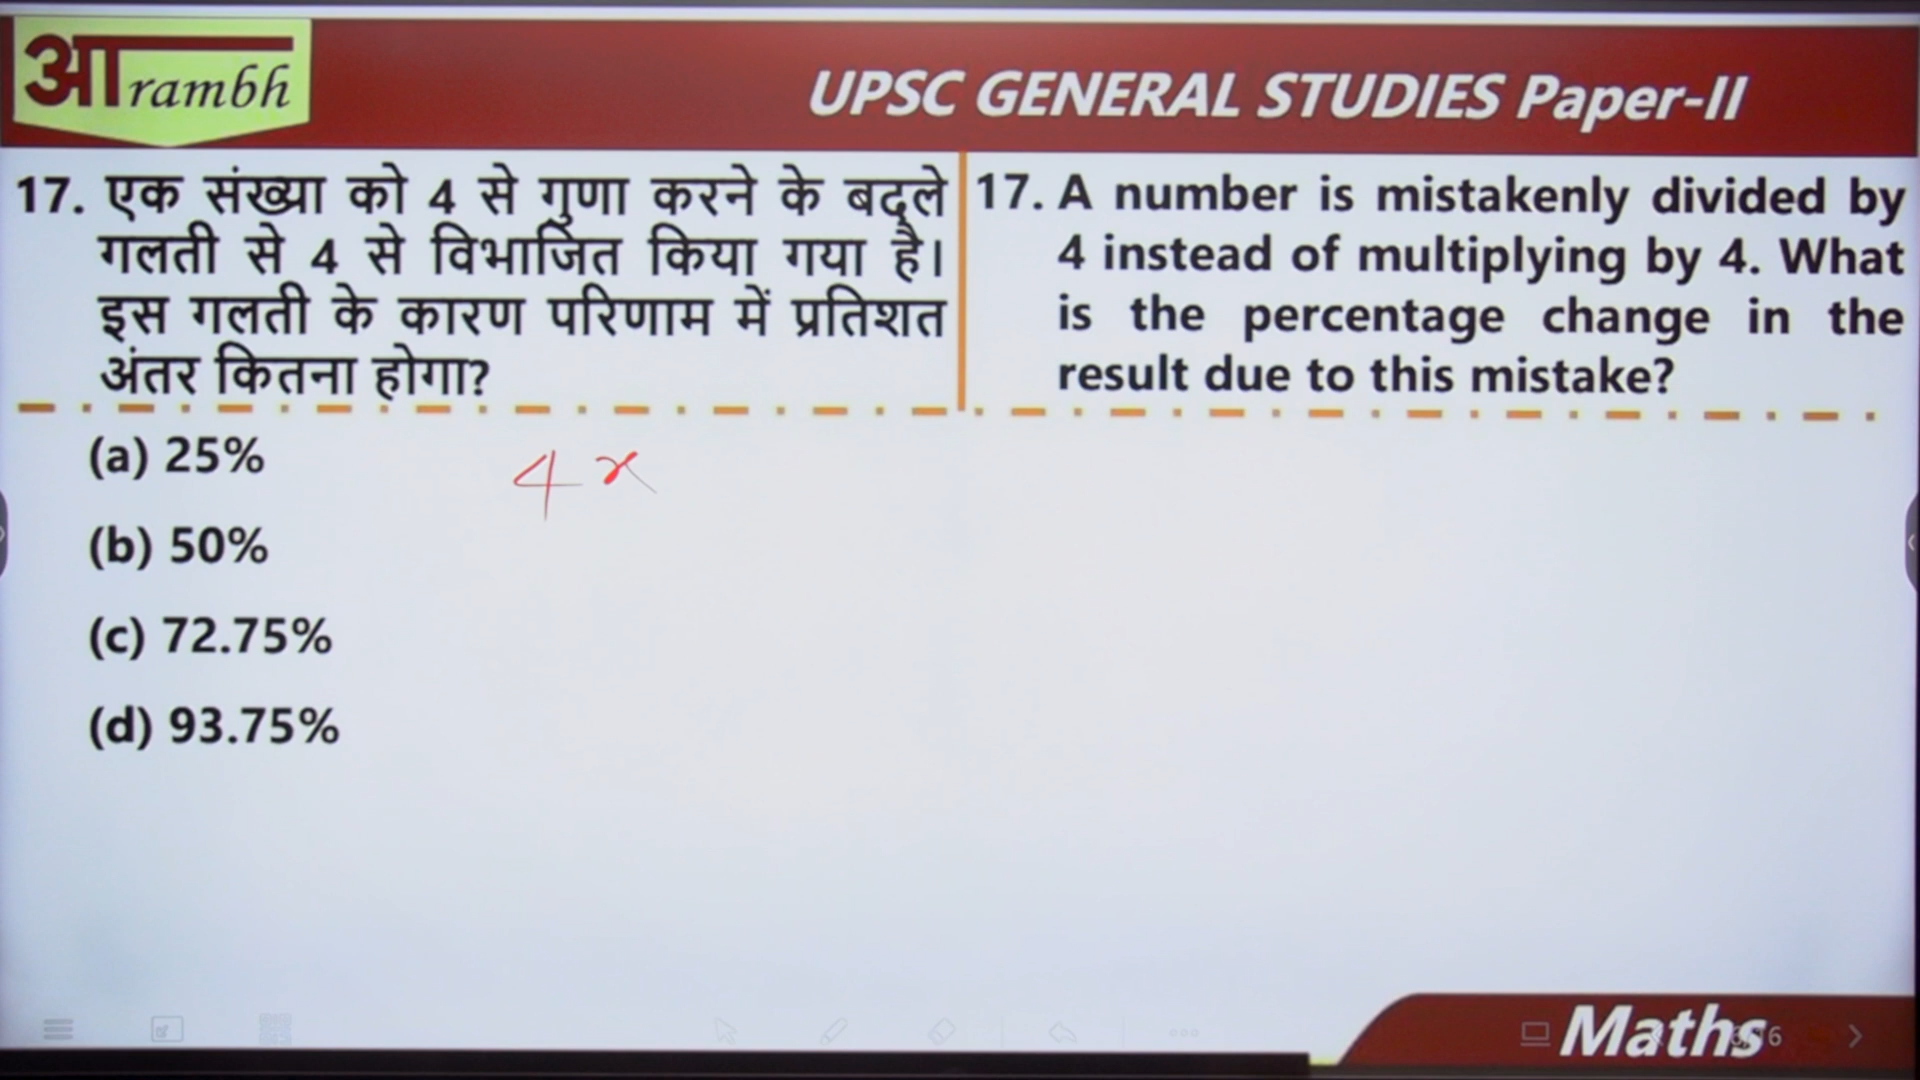 आrambh
UPSC GENERAL STUDIES Paper-II
17. एक संख्या को 4 से गुणा करने के बदले
गलती से 4 से विभाजित किया गया है।
इस गलती के कारण परिणाम में प्रतिशत
अंतर कितना होगा?
17. A number is mistakenly divided by
4 instead of multiplying by 4. What
is the percentage change in the
result due to this mistake?
(a) 25%
(b) 50%
(c) 72.75%
(d) 93.75%
4x
Maths